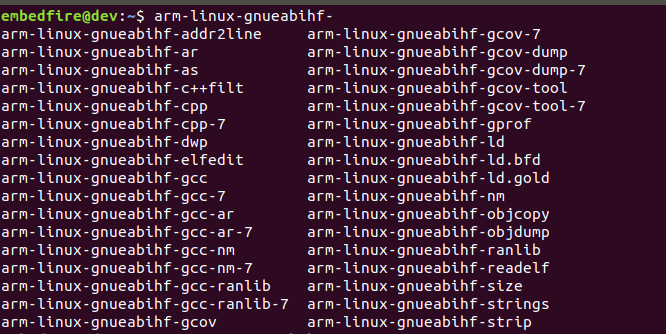 embedfire@dev:~$ arm-linux-gnueabihf-
arm-linux-gnueabihf-addr2line arm-linux-gnueabihf-gcov-7
arm-linux-gnueabihf-ar arm-linux-gnueabihf-gcov-dump
arm-linux-gnueabihf-as arm-linux-gnueabihf-gcov-dump-7
arm-linux-gnueabihf-c++filt arm-linux-gnueabihf-gcov-tool
arm-linux-gnueabihf-cpp arm-linux-gnueabihf-gcov-tool-7
arm-linux-gnueabihf-cpp-7 arm-linux-gnueabihf-gprof
arm-linux-gnueabihf-dwp arm-linux-gnueabihf-ld
arm-linux-gnueabihf-elfedit arm-linux-gnueabihf-ld.bfd
arm-linux-gnueabihf-gcc arm-linux-gnueabihf-ld.gold
arm-linux-gnueabihf-gcc-7 arm-linux-gnueabihf-nm
arm-linux-gnueabihf-gcc-ar arm-linux-gnueabihf-objcopy
arm-linux-gnueabihf-gcc-ar-7 arm-linux-gnueabihf-objdump
arm-linux-gnueabihf-gcc-nm arm-linux-gnueabihf-ranlib
arm-linux-gnueabihf-gcc-nm-7 arm-linux-gnueabihf-readelf
arm-linux-gnueabihf-gcc-ranlib arm-linux-gnueabihf-size
arm-linux-gnueabihf-gcc-ranlib-7 arm-linux-gnueabihf-strings
arm-linux-gnueabihf-gcov arm-linux-gnueabihf-strip